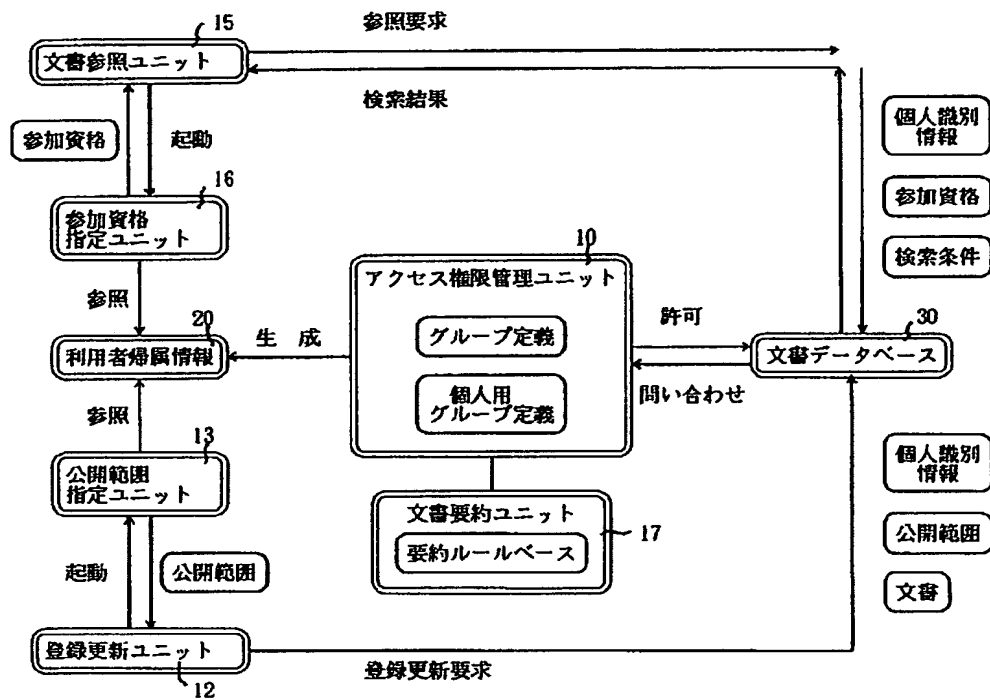 15
参照要求
文書参照ユニット
検索結果
参加資格
起動
個人識別
情報
16
参加資格
指定ユニット
参加資格
10
検索条件
アクセス権限管理ユニット
参照
グループ定義
許可
20
生 成
30
利用者帰属情報
文書データベース
個人用
グループ定義
問い合わせ
参照
13
公開範囲
指定ユニット
個人識別
情報
文書要約ユニット
17
要約ルールベース
公開範囲
起動
公開範囲
文書
登録更新ユニット
12
登録更新要求